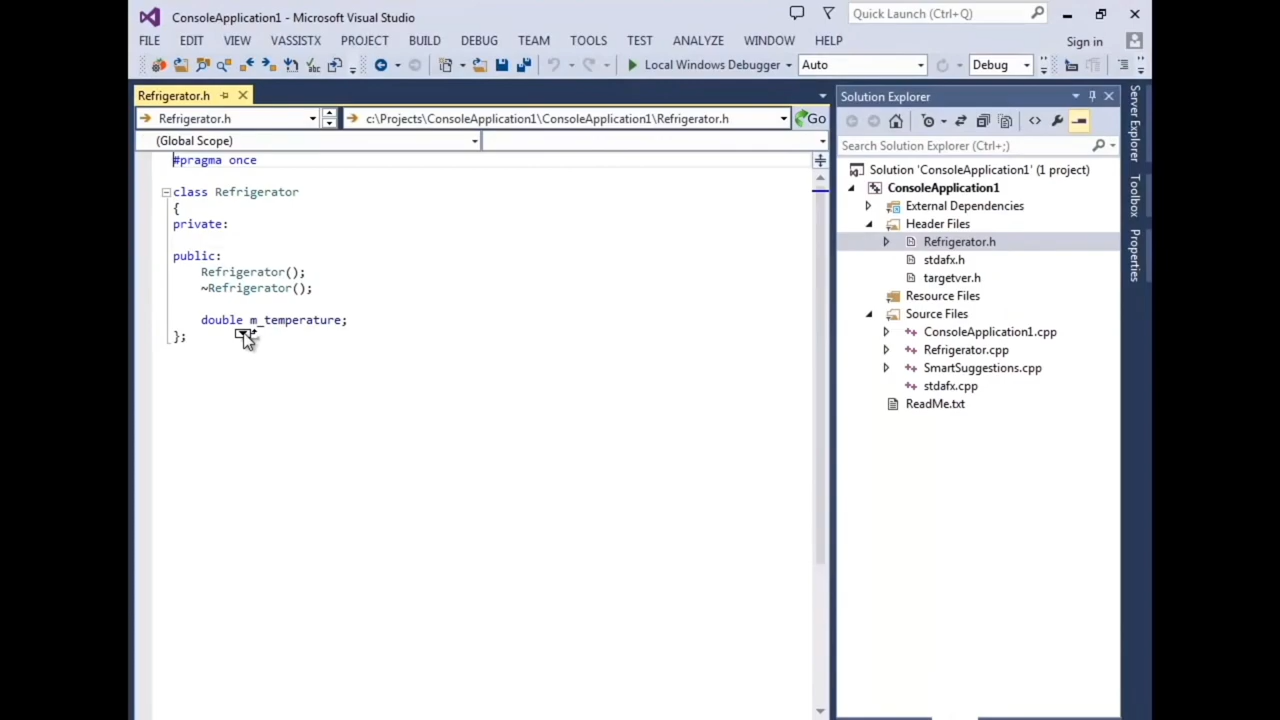 ConsoleApplication1 - Microsoft Visual Studio
Quick Launch (Ctrl+Q)
FILE EDIT VIEW VASSISTX PROJECT BUILD DEBUG TEAM TOOLS TEST ANALYZE WINDOW HELP
Sign in
Local Windows Debugger Auto Debug
Refrigerator.h
Refrigerator.h c:\Projects\ConsoleApplication1\ConsoleApplication1\Refrigerator.h Go
(Global Scope)
#pragma once
class Refrigerator
{
private:
public:
Refrigerator();
~Refrigerator();
double m_temperature;
};
Solution Explorer
Search Solution Explorer (Ctrl+;)
Solution 'ConsoleApplication1' (1 project)
ConsoleApplication1
External Dependencies
Header Files
Refrigerator.h
stdafx.h
targetver.h
Resource Files
Source Files
ConsoleApplication1.cpp
Refrigerator.cpp
SmartSuggestions.cpp
stdafx.cpp
ReadMe.txt
Server Explorer
Toolbox
Properties